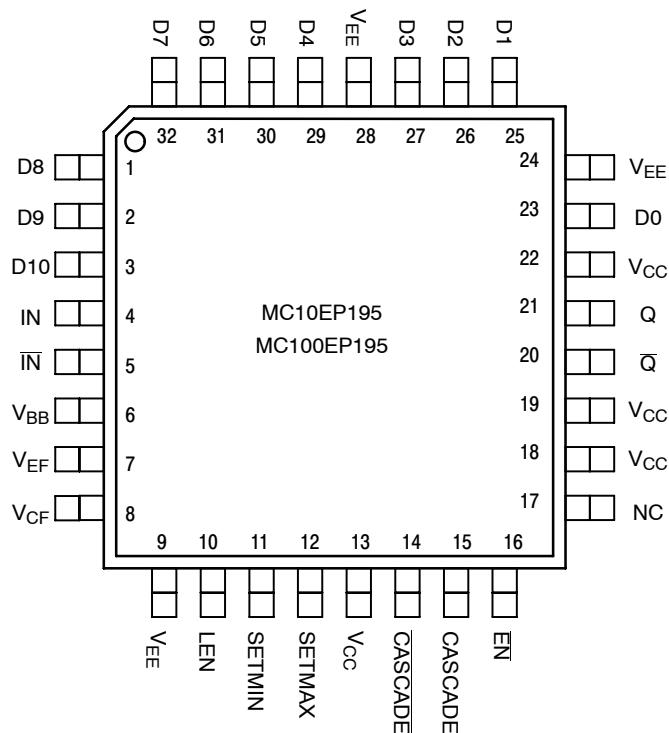 D7 D6 D5 D4 VEE D3 D2 D1
32 31 30 29 28 27 26 25
D8 1 24 VEE
D9 2 23 D0
D10 3 22 VCC
IN 4 21 Q
I̅N̅ 5 20 Q̅
VBB 6 19 VCC
VEF 7 18 VCC
VCF 8 17 NC
MC10EP195
MC100EP195
9 10 11 12 13 14 15 16
VEE LEN SETMIN SETMAX VCC C̅A̅S̅C̅A̅D̅E̅ CASCADE E̅N̅